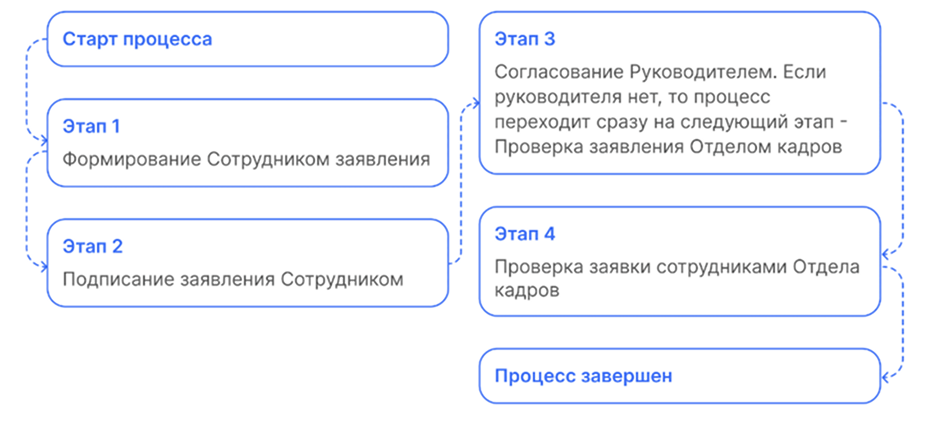 Старт процесса
Этап 1
Формирование Сотрудником заявления
Этап 2
Подписание заявления Сотрудником
Этап 3
Согласование Руководителем. Если
руководителя нет, то процесс
переходит сразу на следующий этап -
Проверка заявления Отделом кадров
Этап 4
Проверка заявки сотрудниками Отдела
кадров
Процесс завершен